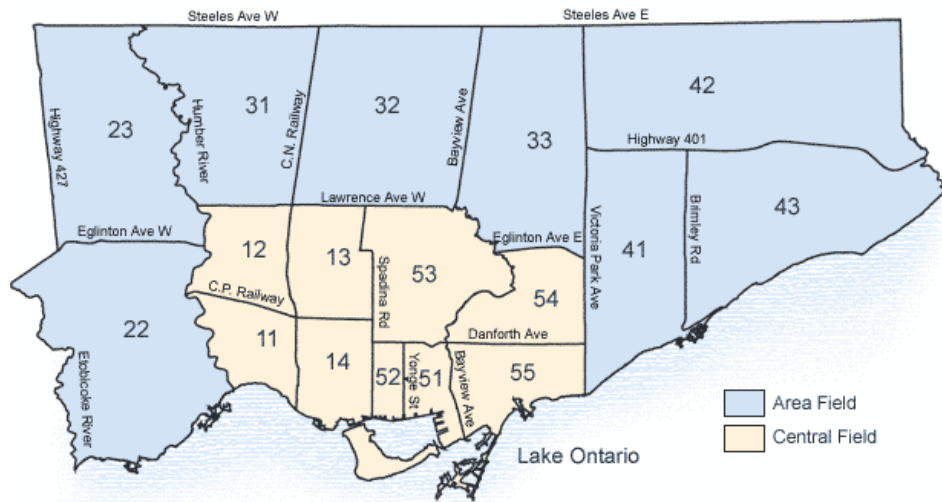 Steeles Ave W
Steeles Ave E
42
23
31
32
33
Highway 427
Humber River
C.N. Railway
Bayview Ave
Highway 401
Lawrence Ave W
Eglinton Ave W
Eglinton Ave E
Victoria Park Ave
Brimley Rd
43
12
13
53
41
Spadina Rd
C.P. Railway
54
22
11
14
Danforth Ave
52
Yonge St
51
Bayview Ave
55
Etobicoke River
Area Field
Central Field
Lake Ontario